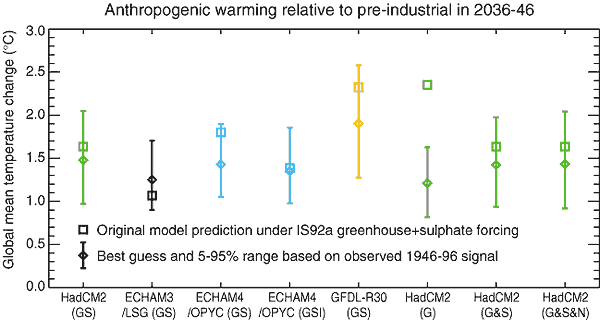 Anthropogenic warming relative to pre-industrial in 2036-46
Global mean temperature change (°C)
3.0
2.5
2.0
1.5
1.0
0.5
0.0
Original model prediction under IS92a greenhouse+sulphate forcing
Best guess and 5-95% range based on observed 1946-96 signal
HadCM2
(GS)
ECHAM3
/LSG (GS)
ECHAM4
/OPYC (GS)
ECHAM4
/OPYC (GSI)
GFDL-R30
(GS)
HadCM2
(G)
HadCM2
(G&S)
HadCM2
(G&S&N)